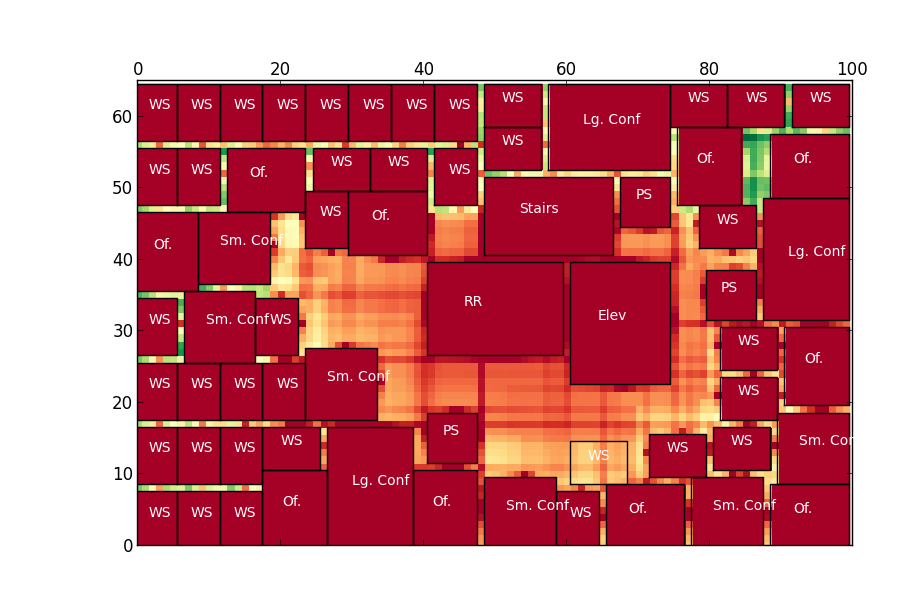 0 20 40 60 80 100
60
50
40
30
20
10
0
WS WS WS WS WS WS WS WS WS Lg. Conf WS WS WS
WS
WS WS Of. WS WS WS Of. Of.
WS Of. Stairs PS WS
Of. Sm. Conf Lg. Conf
WS Sm. Conf WS RR Elev PS
WS Of.
WS WS WS WS Sm. Conf WS
WS WS WS WS PS WS WS WS Sm. Con
Lg. Conf
WS WS WS Of. Of. Sm. Conf WS Of. Sm. Conf Of.